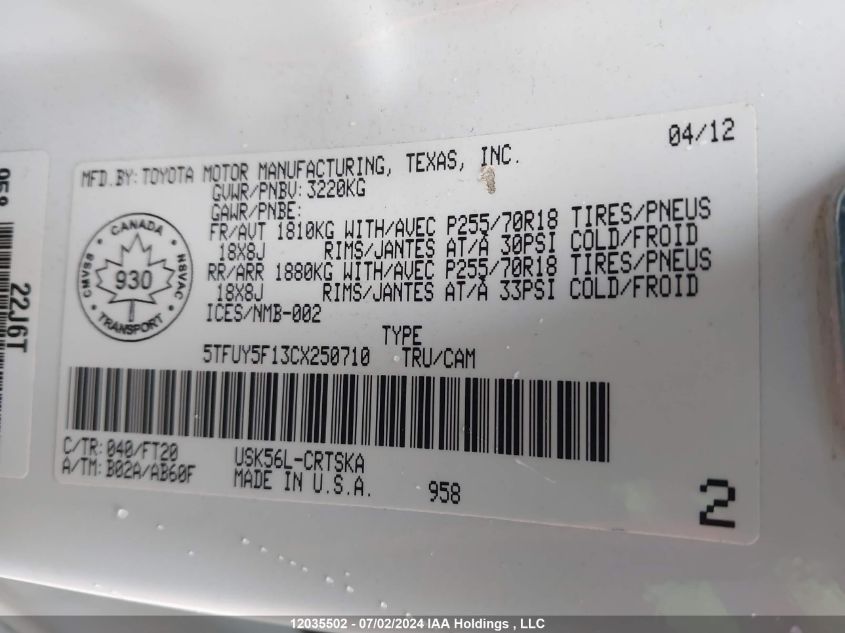 04/12
MFD.BY: TOYOTA MOTOR MANUFACTURING, TEXAS, INC.
GVWR/PNBV: 3220KG
GAWR/PNBE:
FR/AUT 1810KG WITH/AVEC P255/70R18 TIRES/PNEUS
18X8J RIMS/JANTES AT/A 30PSI COLD/FROID
RR/ARR 1880KG WITH/AVEC P255/70R18 TIRES/PNEUS
18X8J RIMS/JANTES AT/A 33PSI COLD/FROID
ICES/NMB-002
CANADA
CMVSS
NSVAC
930
TRANSPORT
TYPE
5TFUY5F13CX250710 TRU/CAM
C/TR: 040/FT20
A/TM: B02A/AB60F
USK56L-CRTSKA
MADE IN U.S.A.
958
2
22J6T
12035502 - 07/02/2024 IAA Holdings , LLC